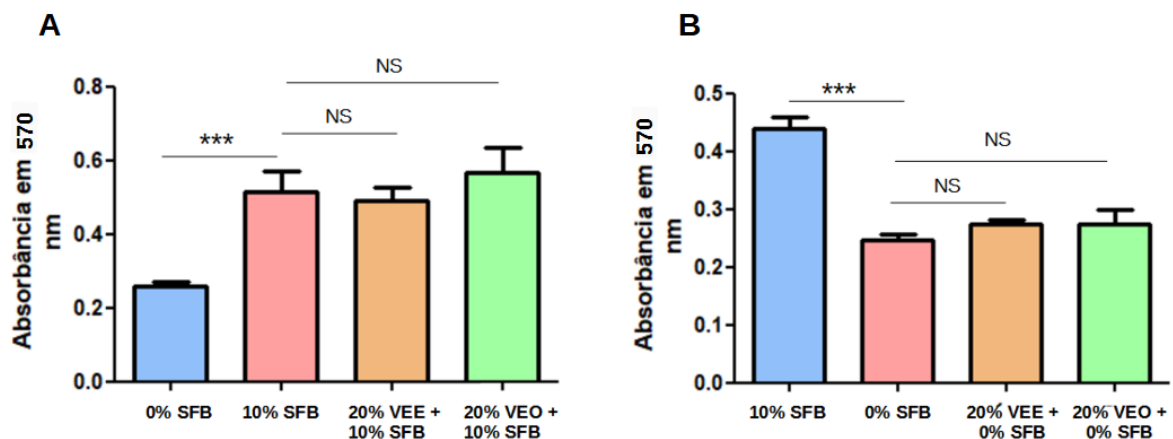 A
Absorbância em 570
nm
0.8
0.6
0.4
0.2
0.0
***
NS
NS
0% SFB
10% SFB
20% VEE +
10% SFB
20% VEO +
10% SFB
B
Absorbância em 570
nm
0.5
0.4
0.3
0.2
0.1
0.0
***
NS
NS
10% SFB
0% SFB
20% VEE +
0% SFB
20% VEO +
0% SFB